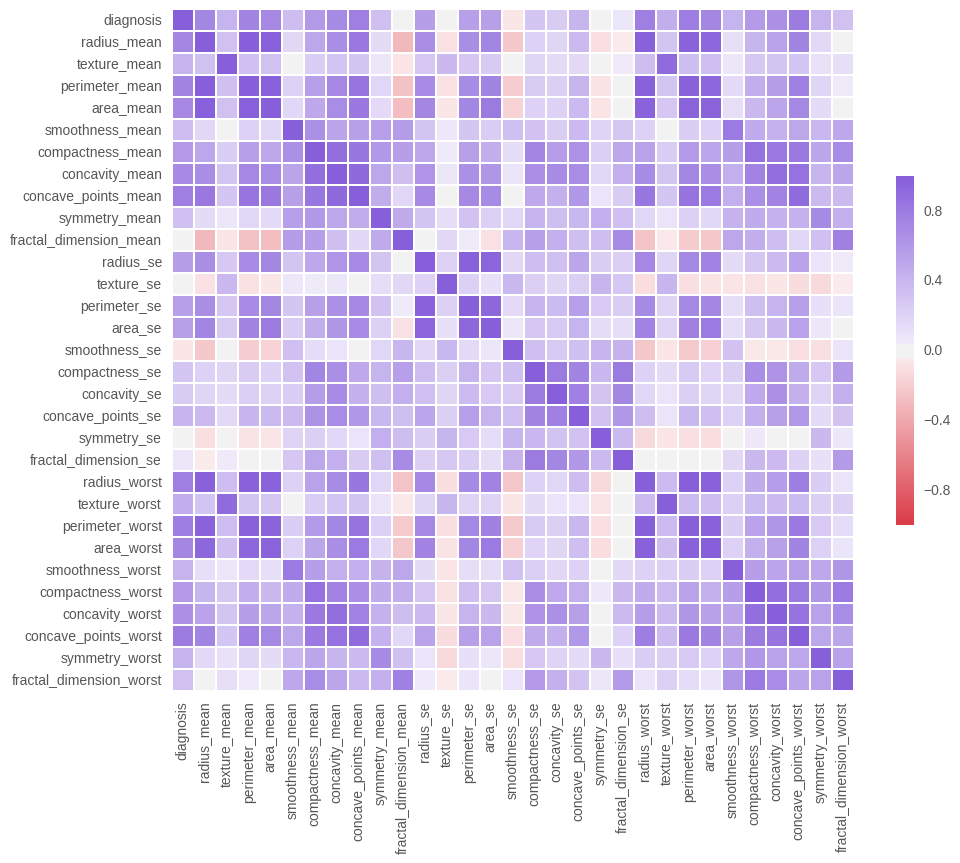 diagnosis
radius_mean
texture_mean
perimeter_mean
area_mean
smoothness_mean
compactness_mean
concavity_mean
concave_points_mean
symmetry_mean
fractal_dimension_mean
radius_se
texture_se
perimeter_se
area_se
smoothness_se
compactness_se
concavity_se
concave_points_se
symmetry_se
fractal_dimension_se
radius_worst
texture_worst
perimeter_worst
area_worst
smoothness_worst
compactness_worst
concavity_worst
concave_points_worst
symmetry_worst
fractal_dimension_worst
diagnosis
radius_mean
texture_mean
perimeter_mean
area_mean
smoothness_mean
compactness_mean
concavity_mean
concave_points_mean
symmetry_mean
fractal_dimension_mean
radius_se
texture_se
perimeter_se
area_se
smoothness_se
compactness_se
concavity_se
concave_points_se
symmetry_se
fractal_dimension_se
radius_worst
texture_worst
perimeter_worst
area_worst
smoothness_worst
compactness_worst
concavity_worst
concave_points_worst
symmetry_worst
fractal_dimension_worst
0.8
0.4
0.0
−0.4
−0.8